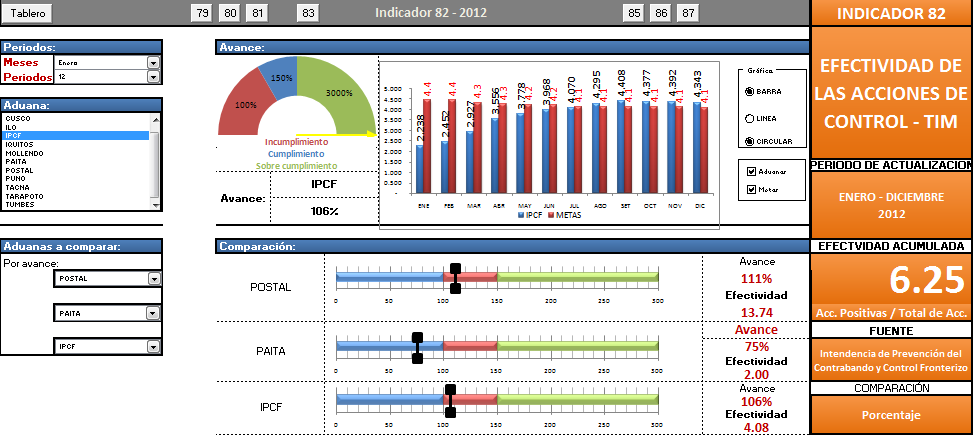 Tablero
79
80
81
83
Indicador 82 - 2012
85
86
87
INDICADOR 82
Periodos:
Meses
Enero
Periodos
12
Aduana:
CUSCO
ILO
IPCF
IQUITOS
MOLLENDO
PAITA
POSTAL
PUNO
TACNA
TARAPOTO
TUMBES
Avance:
100%
150%
3000%
Incumplimiento
Cumplimiento
Sobre cumplimiento
Avance:
IPCF
106%
5.000
4.500
4.000
3.500
3.000
2.500
2.000
1.500
1.000
.500
-
2.238
4.4
2.452
4.4
2.927
4.3
3.556
4.3
3.778
4.2
3.968
4.2
4.070
4.1
4.295
4.1
4.408
4.1
4.377
4.1
4.392
4.1
4.343
4.1
ENE FEB MAR ABR MAY JUN JUL AGO SET OCT NOV DIC
IPCF METAS
Gráfica
BARRA
LINEA
CIRCULAR
Aduanas
Metas
EFECTIVIDAD DE
LAS ACCIONES DE
CONTROL - TIM
PERIODO DE ACTUALIZACION
ENERO - DICIEMBRE
2012
EFECTVIDAD ACUMULADA
6.25
Acc. Positivas / Total de Acc.
FUENTE
Intendencia de Prevención del
Contrabando y Control Fronterizo
COMPARACIÓN
Porcentaje
Aduanas a comparar:
Por avance:
POSTAL
PAITA
IPCF
Comparación:
POSTAL
0 50 100 150 200 250 300
Avance
111%
Efectividad
13.74
PAITA
0 50 100 150 200 250 300
Avance
75%
Efectividad
2.00
IPCF
0 50 100 150 200 250 300
Avance
106%
Efectividad
4.08